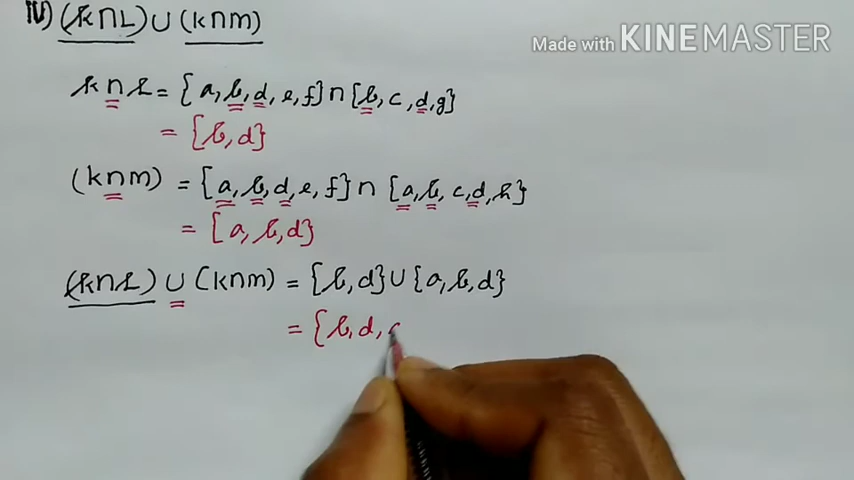 IV) (K∩L)∪(K∩m)
Made with KINEMASTER
K∩L = {a, b, d, e, f} ∩ {b, c, d, g}
= {b, d}
(K∩m) = {a, b, d, e, f} ∩ {a, b, c, d, h}
= {a, b, d}
(K∩L) ∪ (K∩m) = {b, d} ∪ {a, b, d}
= {b, d,